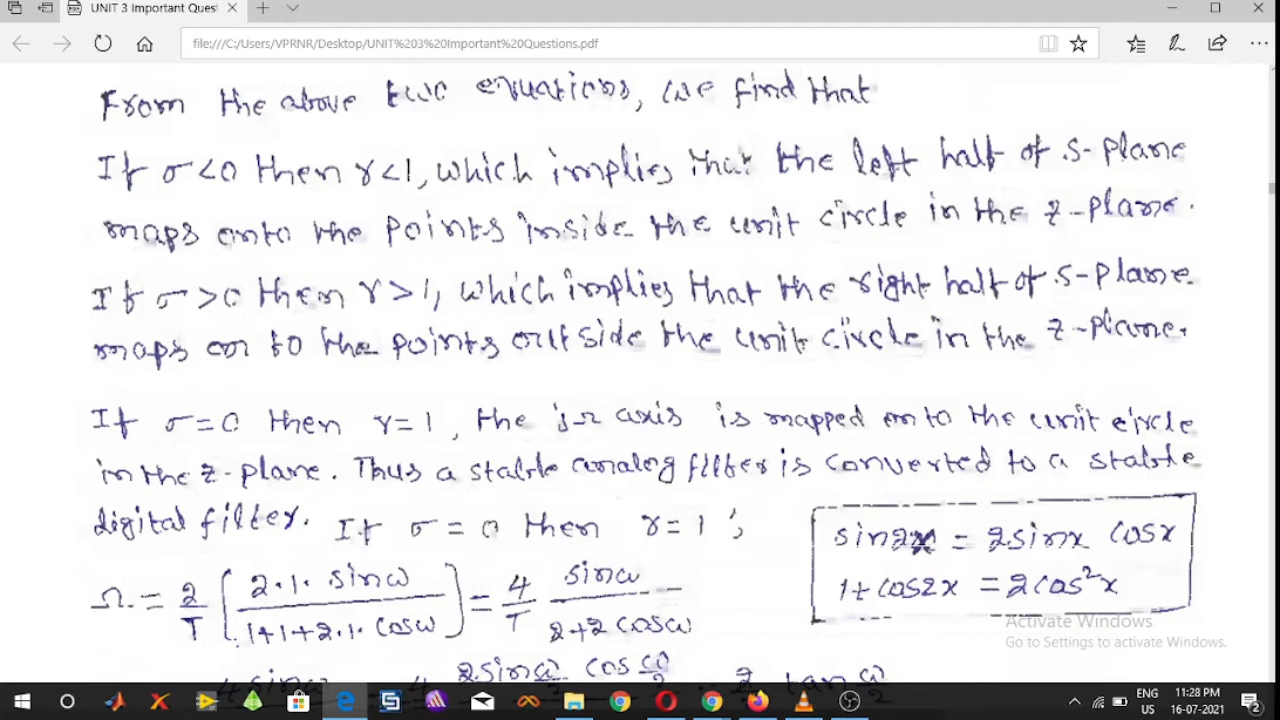 UNIT 3 Important Quest
file:///C:/Users/VPRNR/Desktop/UNIT%203%20Important%20Questions.pdf
From the above two equations, we find that
If σ<0 then r<1, which implies that the left half of s-plane
maps onto the points inside the unit circle in the z-plane.
If σ>0 then r>1, which implies that the right half of s-plane
maps on to the points outside the unit circle in the z-plane.
If σ=0 then r=1, the jΩ axis is mapped onto the unit circle
in the z-plane. Thus a stable analog filter is converted to a stable
digital filter. If σ=0 then r=1;
sin2x = 2sinx cosx
1+cos2x = 2cos²x
Ω = 2/T [2·1·sinω / 1+1+2·1·cosω] = 4/T sinω / 2+2cosω
Activate Windows
Go to Settings to activate Windows.
2sinω/2 cosω/2
2 tanω/2
ENG
US
11:28 PM
16-07-2021
2